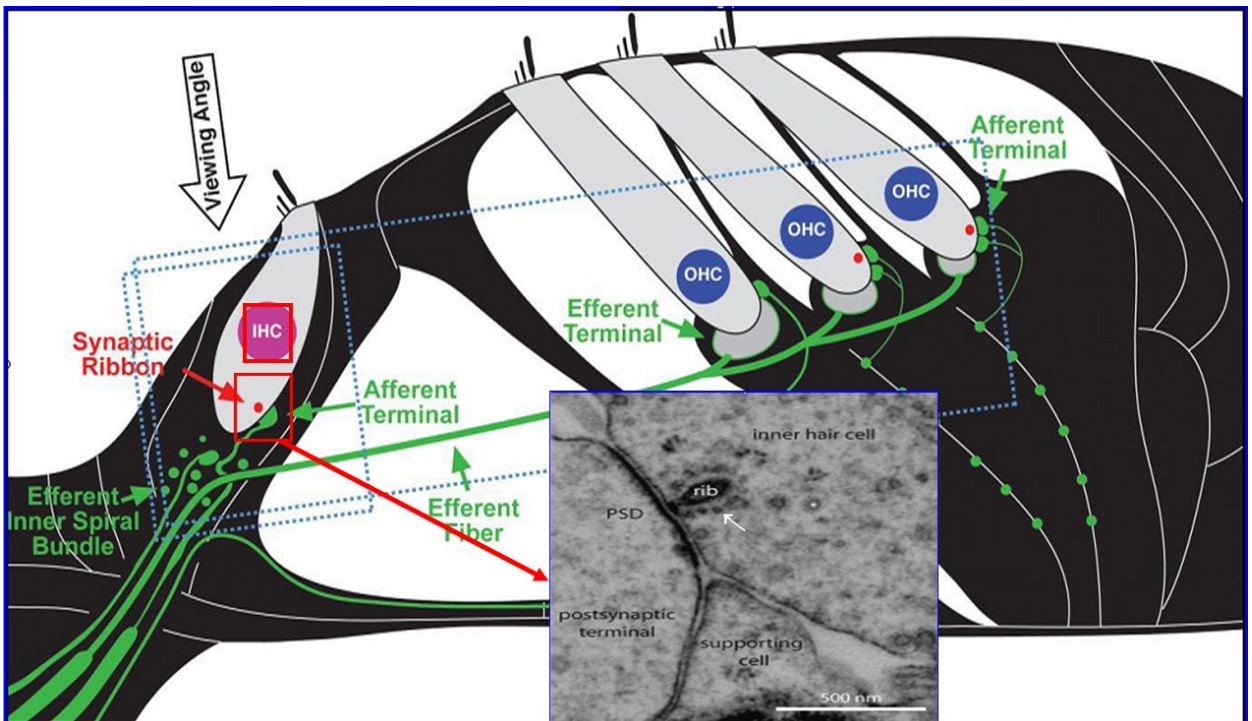 Viewing Angle
IHC
Synaptic
Ribbon
Afferent
Terminal
Efferent
Inner Spiral
Bundle
Efferent
Fiber
Efferent
Terminal
OHC
OHC
OHC
Afferent
Terminal
inner hair cell
rib
PSD
postsynaptic
terminal
supporting
cell
500 nm